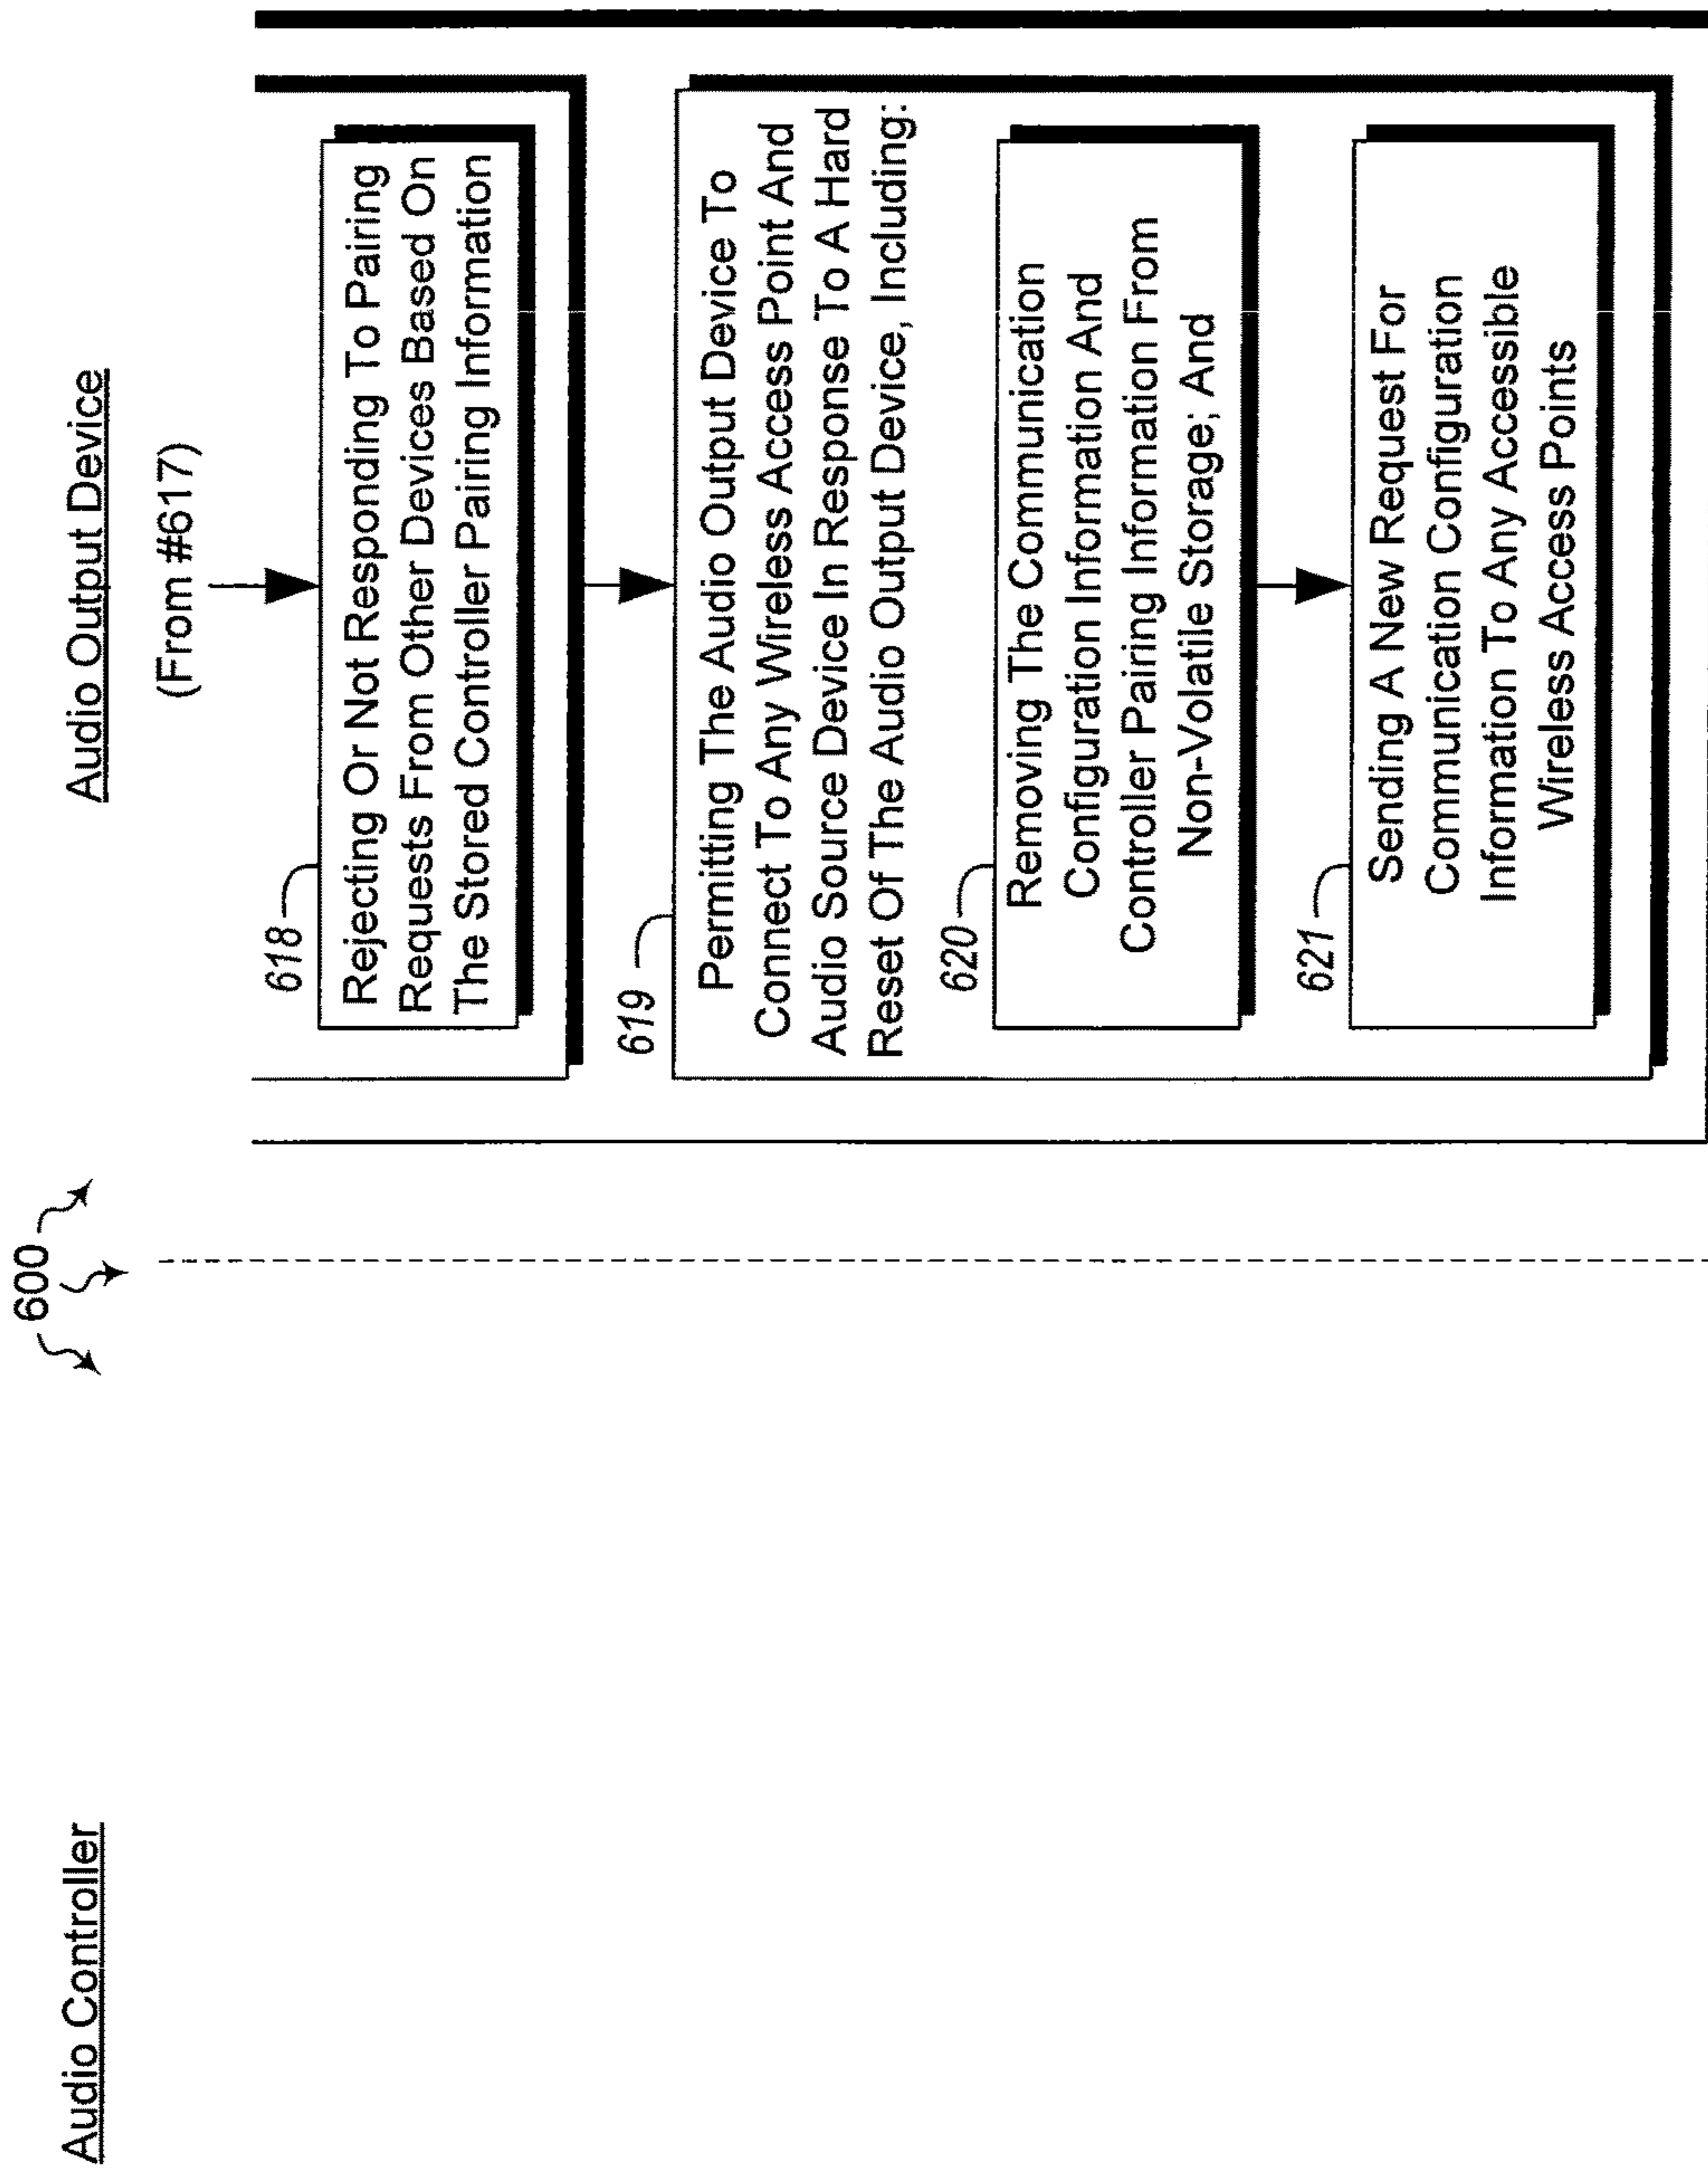 600
Audio Controller
Audio Output Device
(From #617)
618
Rejecting Or Not Responding To Pairing
Requests From Other Devices Based On
The Stored Controller Pairing Information
619
Permitting The Audio Output Device To
Connect To Any Wireless Access Point And
Audio Source Device In Response To A Hard
Reset Of The Audio Output Device, Including:
620
Removing The Communication
Configuration Information And
Controller Pairing Information From
Non-Volatile Storage; And
621
Sending A New Request For
Communication Configuration
Information To Any Accessible
Wireless Access Points